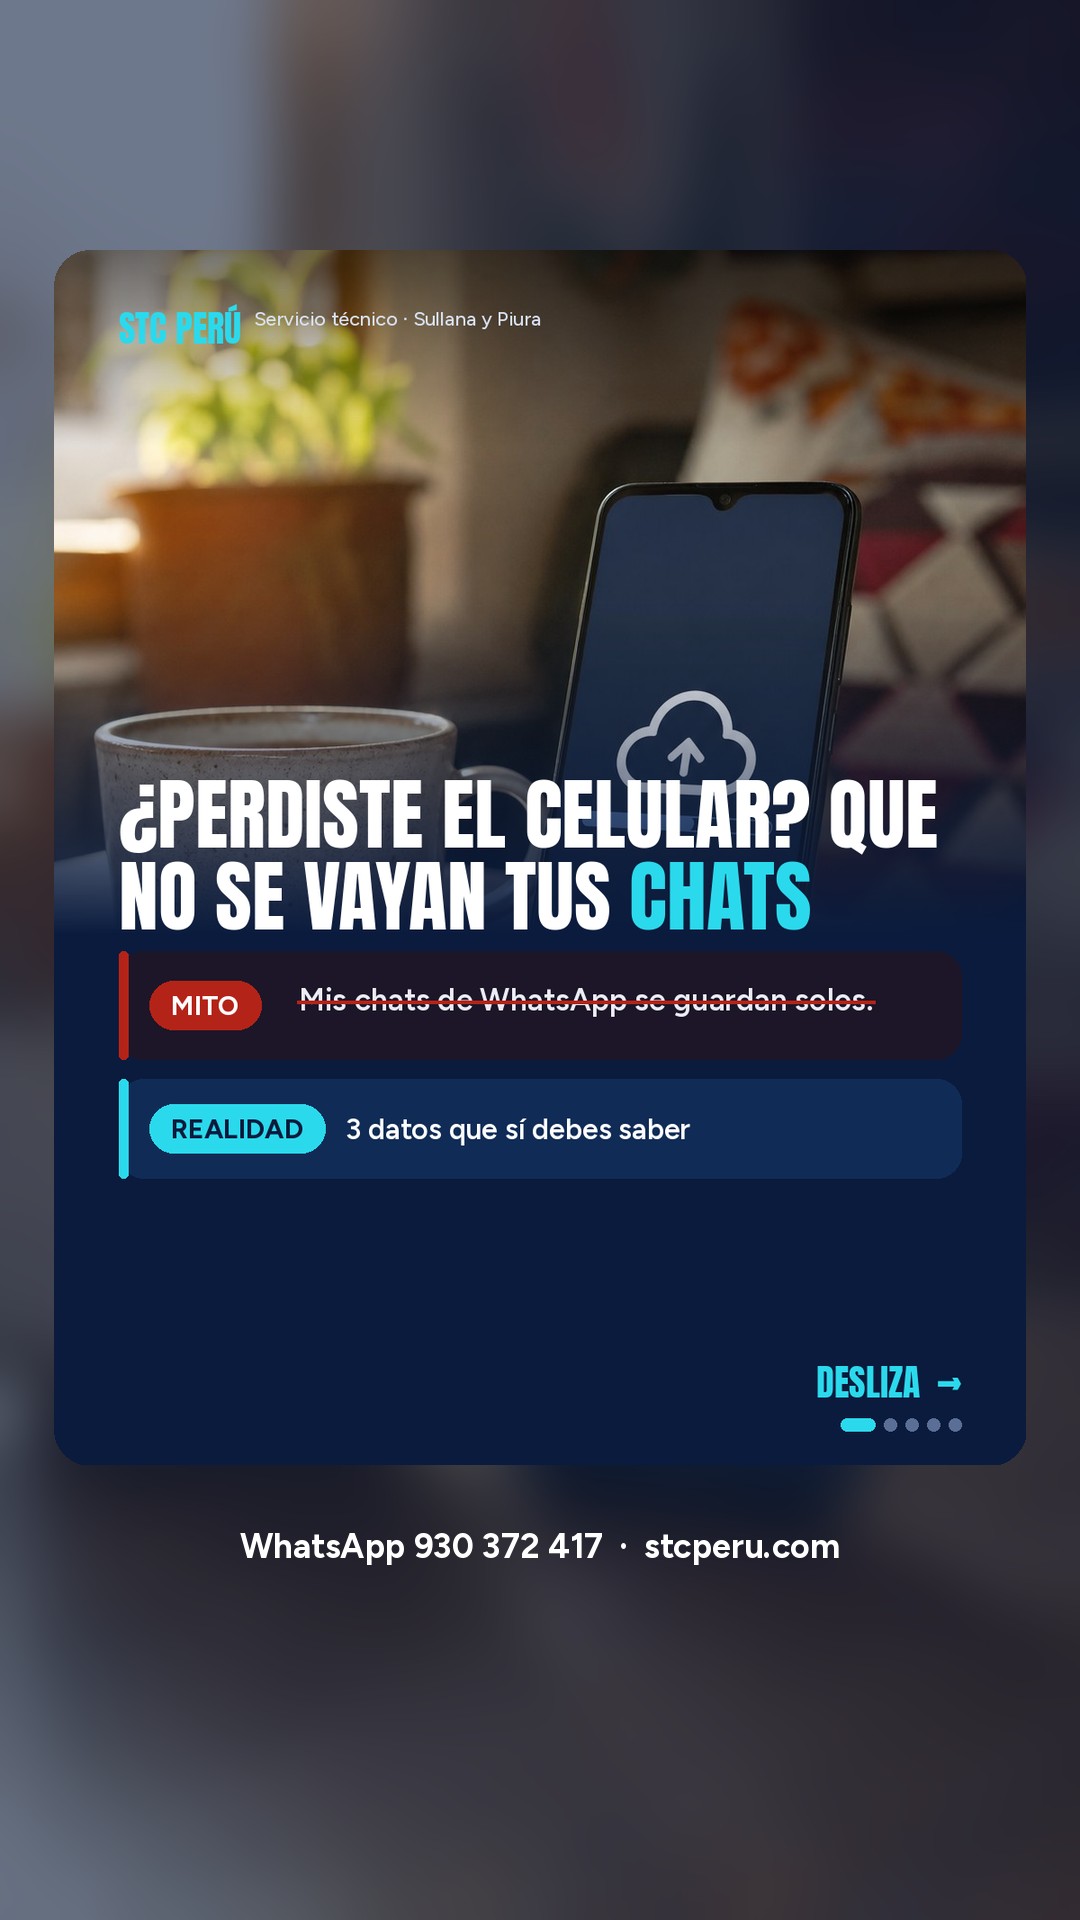 STC PERÚ Servicio técnico · Sullana y Piura
¿PERDISTE EL CELULAR? QUE
NO SE VAYAN TUS CHATS
MITO Mis chats de WhatsApp se guardan solos.
REALIDAD 3 datos que sí debes saber
DESLIZA →
WhatsApp 930 372 417 · stcperu.com